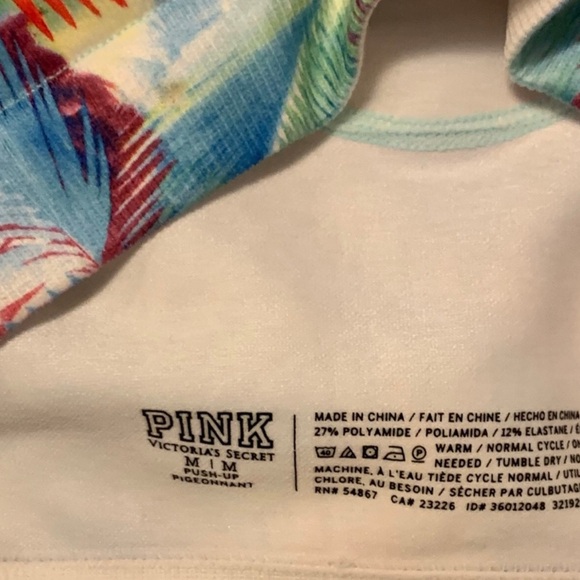 PINK
VICTORIA'S SECRET
M | M
PUSH-UP
PIGEONNANT
MADE IN CHINA / FAIT EN CHINE / HECHO EN CHINA
27% POLYAMIDE / POLIAMIDA / 12% ELASTANE /
40 P WARM / NORMAL CYCLE /
NEEDED / TUMBLE DRY /
MACHINE. À L'EAU TIÈDE CYCLE NORMAL /
CHLORE, AU BESOIN / SÉCHER PAR
RN# 54867 CA# 23226 ID# 36012048 32192